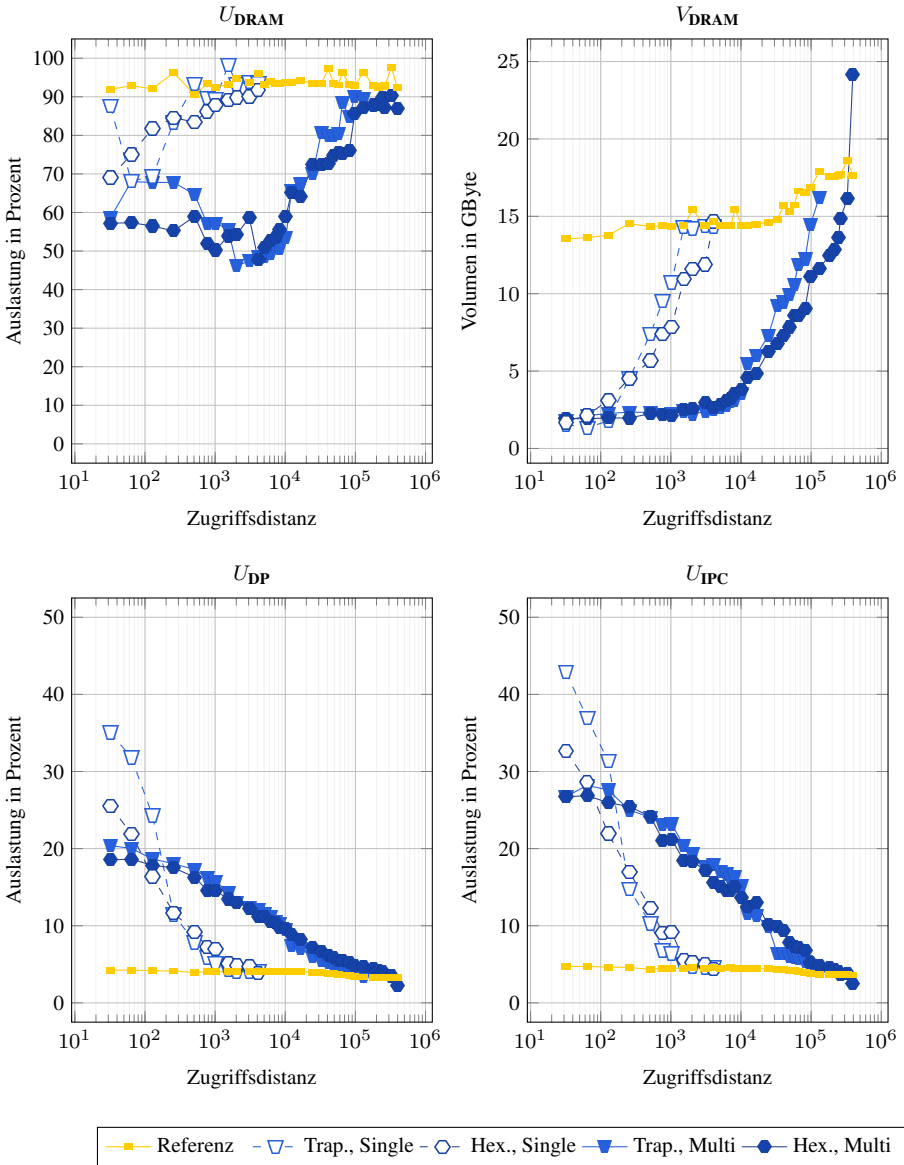 U_DRAM
V_DRAM
Auslastung in Prozent
100
90
80
70
60
50
40
30
20
10
0
10^1 10^2 10^3 10^4 10^5 10^6
Zugriffsdistanz
Volumen in GByte
25
20
15
10
5
0
10^1 10^2 10^3 10^4 10^5 10^6
Zugriffsdistanz
U_DP
U_IPC
Auslastung in Prozent
50
40
30
20
10
0
10^1 10^2 10^3 10^4 10^5 10^6
Zugriffsdistanz
Auslastung in Prozent
50
40
30
20
10
0
10^1 10^2 10^3 10^4 10^5 10^6
Zugriffsdistanz
Referenz Trap., Single Hex., Single Trap., Multi Hex., Multi